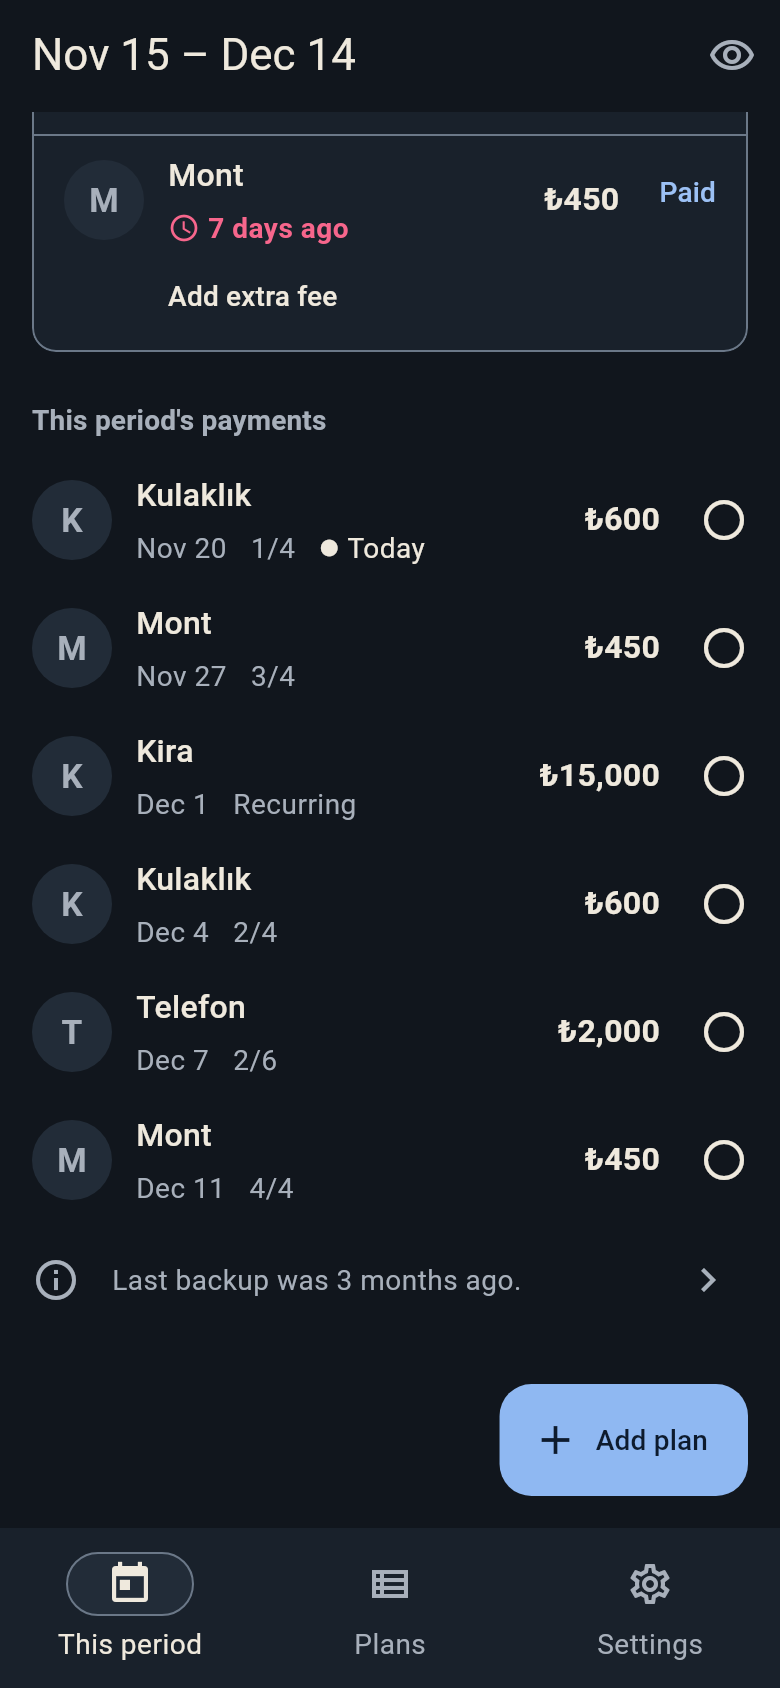 Nov 15 – Dec 14
M
Mont
7 days ago
₺450
Paid
Add extra fee
This period's payments
K
Kulaklık
Nov 20 1/4 Today
₺600
M
Mont
Nov 27 3/4
₺450
K
Kira
Dec 1 Recurring
₺15,000
K
Kulaklık
Dec 4 2/4
₺600
T
Telefon
Dec 7 2/6
₺2,000
M
Mont
Dec 11 4/4
₺450
Last backup was 3 months ago.
Add plan
This period
Plans
Settings